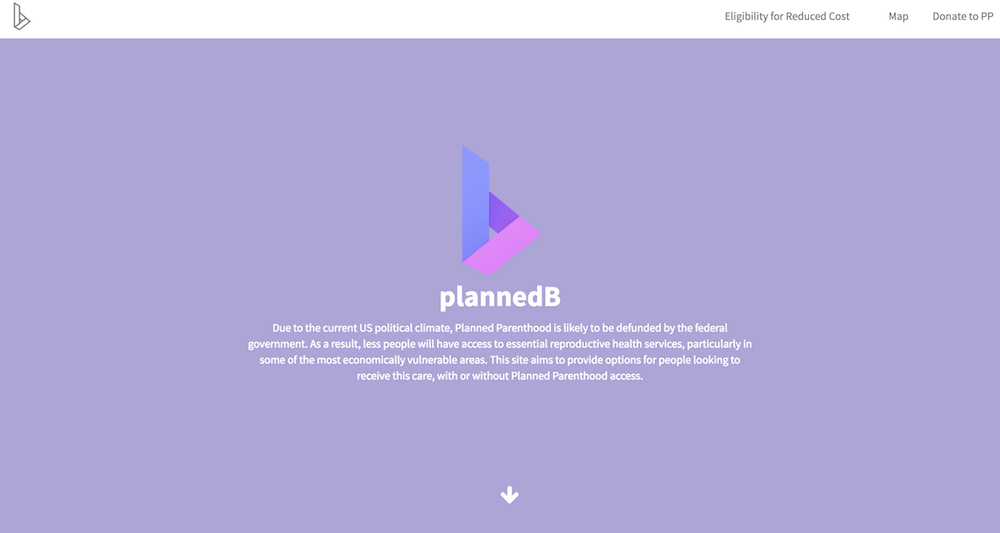 Eligibility for Reduced Cost Map Donate to PP
plannedB
Due to the current US political climate, Planned Parenthood is likely to be defunded by the federal
government. As a result, less people will have access to essential reproductive health services, particularly in
some of the most economically vulnerable areas. This site aims to provide options for people looking to
receive this care, with or without Planned Parenthood access.